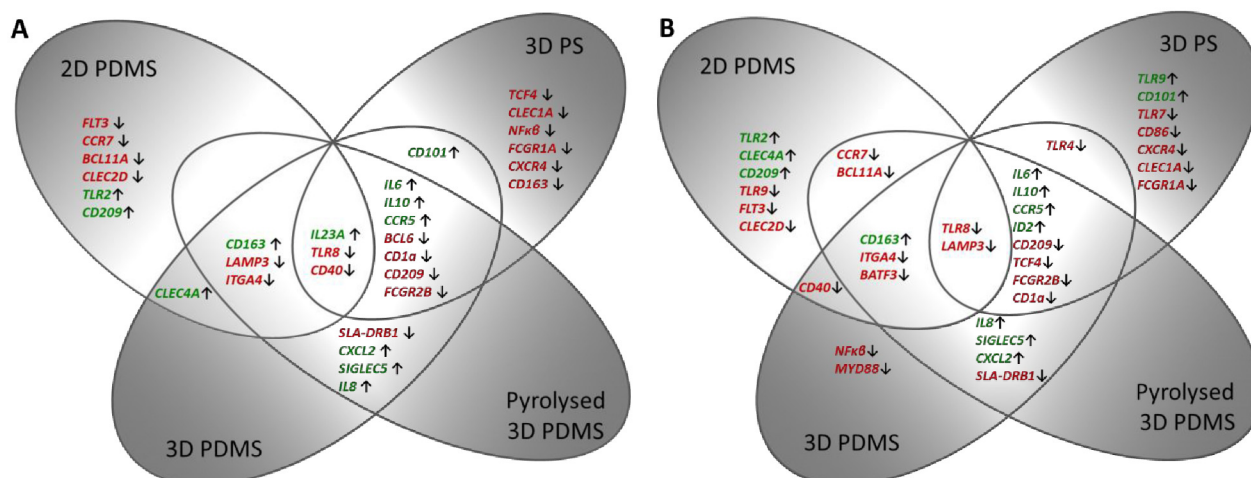 A
2D PDMS
3D PS
FLT3 ↓
CCR7 ↓
BCL11A ↓
CLEC2D ↓
TLR2 ↑
CD209 ↑
TCF4 ↓
CLEC1A ↓
NFκβ ↓
FCGR1A ↓
CXCR4 ↓
CD163 ↓
CD101 ↑
IL6 ↑
IL10 ↑
CCR5 ↑
BCL6 ↓
CD1α ↓
CD209 ↓
FCGR2B ↓
CD163 ↑
LAMP3 ↓
ITGA4 ↓
IL23A ↑
TLR8 ↓
CD40 ↓
CLEC4A ↑
SLA-DRB1 ↓
CXCL2 ↑
SIGLEC5 ↑
IL8 ↑
3D PDMS
Pyrolysed
3D PDMS
B
2D PDMS
3D PS
TLR2 ↑
CLEC4A ↑
CD209 ↑
TLR9 ↓
FLT3 ↓
CLEC2D ↓
CCR7 ↓
BCL11A ↓
TLR4 ↓
TLR9 ↑
CD101 ↑
TLR7 ↓
CD86 ↓
CXCR4 ↓
CLEC1A ↓
FCGR1A ↓
IL6 ↑
IL10 ↑
CCR5 ↑
ID2 ↑
CD209 ↓
TCF4 ↓
FCGR2B ↓
CD1α ↓
CD163 ↑
ITGA4 ↓
BATF3 ↓
TLR8 ↓
LAMP3 ↓
CD40 ↓
IL8 ↑
SIGLEC5 ↑
CXCL2 ↑
SLA-DRB1 ↓
NFκβ ↓
MYD88 ↓
3D PDMS
Pyrolysed
3D PDMS